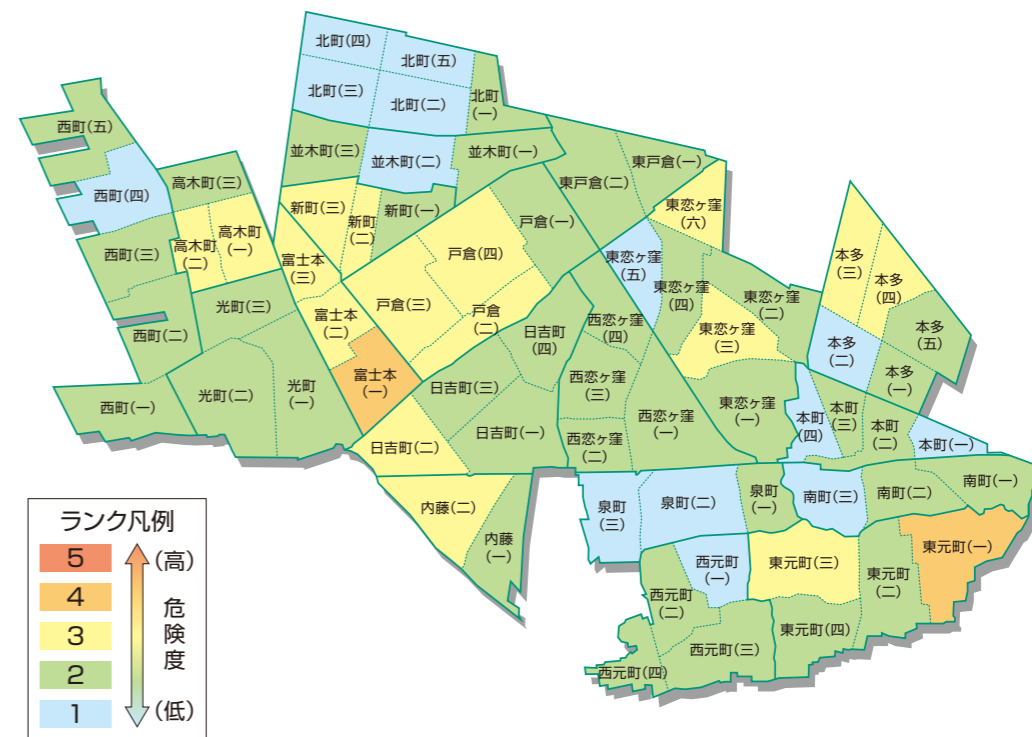 北町(四)
北町(五)
北町(三)
北町(二)
北町
(一)
西町(五)
並木町(三)
並木町(二)
並木町(一)
東戸倉(一)
東戸倉(二)
西町(四)
高木町(三)
新町(三)
新町
(二)
新町(一)
戸倉(一)
東恋ヶ窪
(六)
高木町
(二)
高木町
(一)
西町(三)
富士本
(三)
戸倉(四)
東恋ヶ窪
(五)
東恋ヶ窪
(四)
東恋ヶ窪
(二)
本多
(三)
本多
(四)
光町(三)
戸倉(三)
戸倉
(二)
富士本
(二)
西町(二)
日吉町
(四)
西恋ヶ窪
(四)
東恋ヶ窪
(三)
本多
(二)
本多
(五)
富士本
(一)
本多
(一)
西町(一)
光町(二)
光町
(一)
日吉町(三)
西恋ヶ窪
(三)
東恋ヶ窪
(一)
本町
(四)
本町
(三)
本町
(二)
本町(一)
日吉町(二)
日吉町(一)
西恋ヶ窪
(二)
西恋ヶ窪
(一)
内藤(二)
内藤
(一)
泉町
(三)
泉町(二)
泉町
(一)
南町(三)
南町(二)
南町(一)
西元町
(一)
東元町(三)
東元町
(二)
東元町(一)
西元町
(二)
西元町(三)
東元町(四)
西元町(四)
ランク凡例
5
4
3
2
1
(高)
危険度
(低)